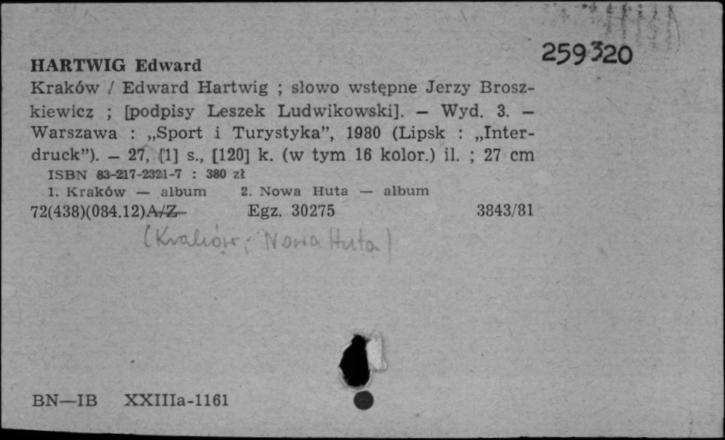 259320
HARTWIG Edward
Kraków / Edward Hartwig ; słowo wstępne Jerzy Brosz-
kiewicz ; [podpisy Leszek Ludwikowski]. — Wyd. 3. —
Warszawa : „Sport i Turystyka”, 1980 (Lipsk : „Inter-
druck”). — 27, [1] s., [120] k. (w tym 16 kolor.) il. ; 27 cm
ISBN 83-217-2321-7 : 380 zł
1. Kraków — album 2. Nowa Huta — album
72(438)(084.12)A/Z Egz. 30275 3843/81
(Kraków; Nowa Huta)
BN—IB XXIIIa-1161